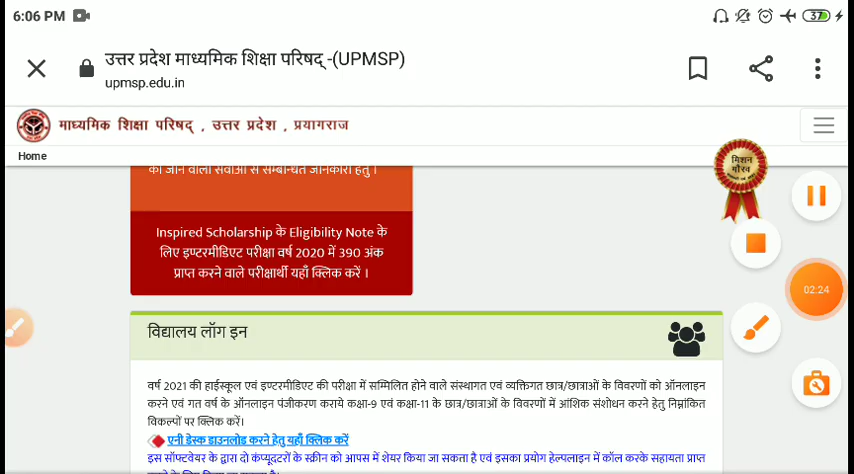 6:06 PM
37
उत्तर प्रदेश माध्यमिक शिक्षा परिषद् -(UPMSP)
upmsp.edu.in
माध्यमिक शिक्षा परिषद् , उत्तर प्रदेश , प्रयागराज
Home
मिशन
गौरव
की जाने वाली सेवाओं से सम्बन्धित जानकारी हेतु ।
Inspired Scholarship के Eligibility Note के
लिए इण्टरमीडिएट परीक्षा वर्ष 2020 में 390 अंक
प्राप्त करने वाले परीक्षार्थी यहाँ क्लिक करें ।
02:24
विद्यालय लॉग इन
वर्ष 2021 की हाईस्कूल एवं इण्टरमीडिएट की परीक्षा में सम्मिलित होने वाले संस्थागत एवं व्यक्तिगत छात्र/छात्राओं के विवरणों को ऑनलाइन
करने एवं गत वर्ष के ऑनलाइन पंजीकरण कराये कक्षा-9 एवं कक्षा-11 के छात्र/छात्राओं के विवरणों में आंशिक संशोधन करने हेतु निम्नांकित
विकल्पों पर क्लिक करें।
एनी डेस्क डाउनलोड करने हेतु यहाँ क्लिक करें
इस सॉफ्टवेयर के द्वारा दो कंप्यूटरों के स्क्रीन को आपस में शेयर किया जा सकता है एवं इसका प्रयोग हेल्पलाइन में कॉल करके सहायता प्राप्त